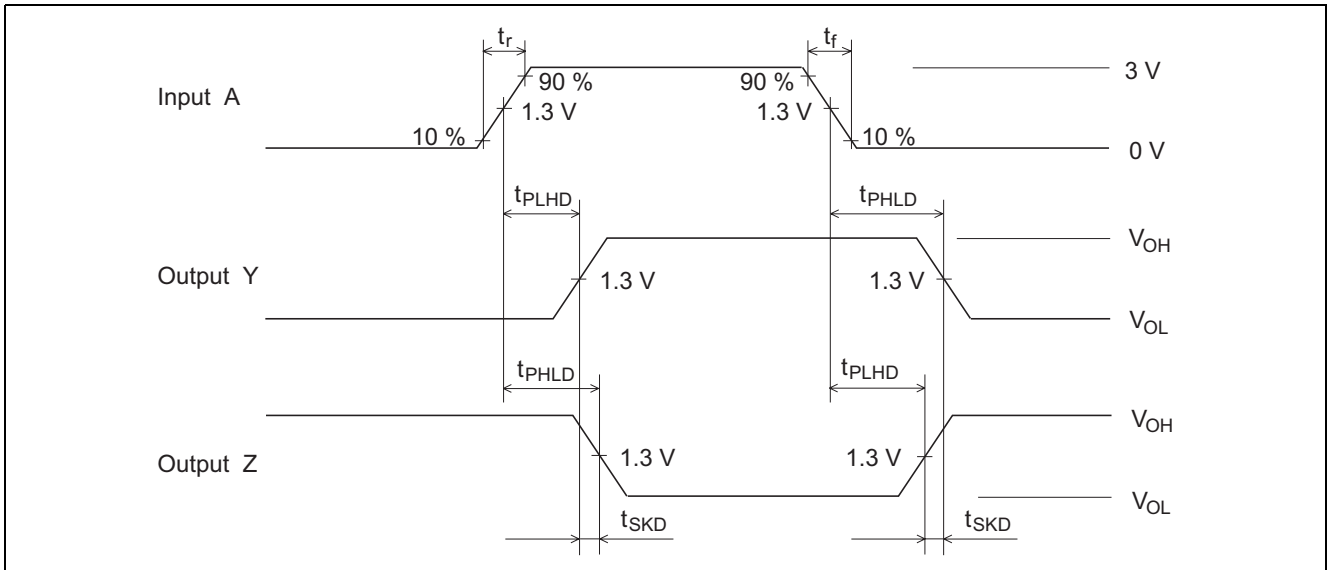 tr
tf
Input A
90 %
90 %
3 V
1.3 V
1.3 V
10 %
10 %
0 V
tPLHD
tPHLD
VOH
Output Y
1.3 V
1.3 V
VOL
tPHLD
tPLHD
VOH
Output Z
1.3 V
1.3 V
VOL
tSKD
tSKD